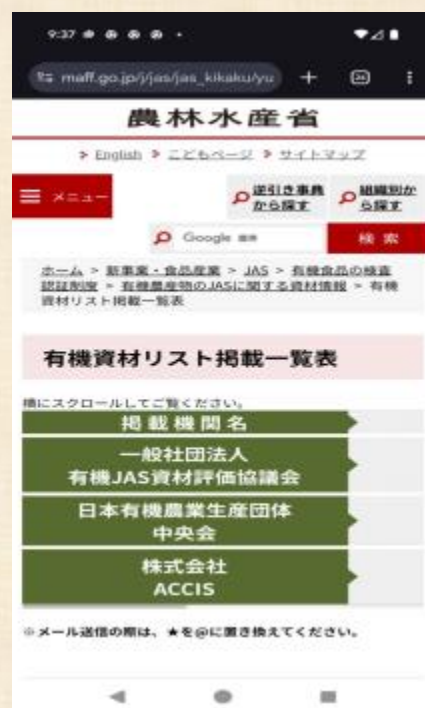 9:37
maff.go.jp/j/jas/jas_kikaku/yu
農林水産省
English こどもページ サイトマップ
メニュー
逆引き事典から探す
組織別から探す
Google
検索
ホーム > 新事業・食品産業 > JAS > 有機食品の検査
認証制度 > 有機農産物のJASに関する資材情報 > 有機
資材リスト掲載一覧表
有機資材リスト掲載一覧表
横にスクロールしてご覧ください。
掲載機関名
一般社団法人
有機JAS資材評価協議会
日本有機農業生産団体
中央会
株式会社
ACCIS
※メール送信の際は、★を@に置き換えてください。